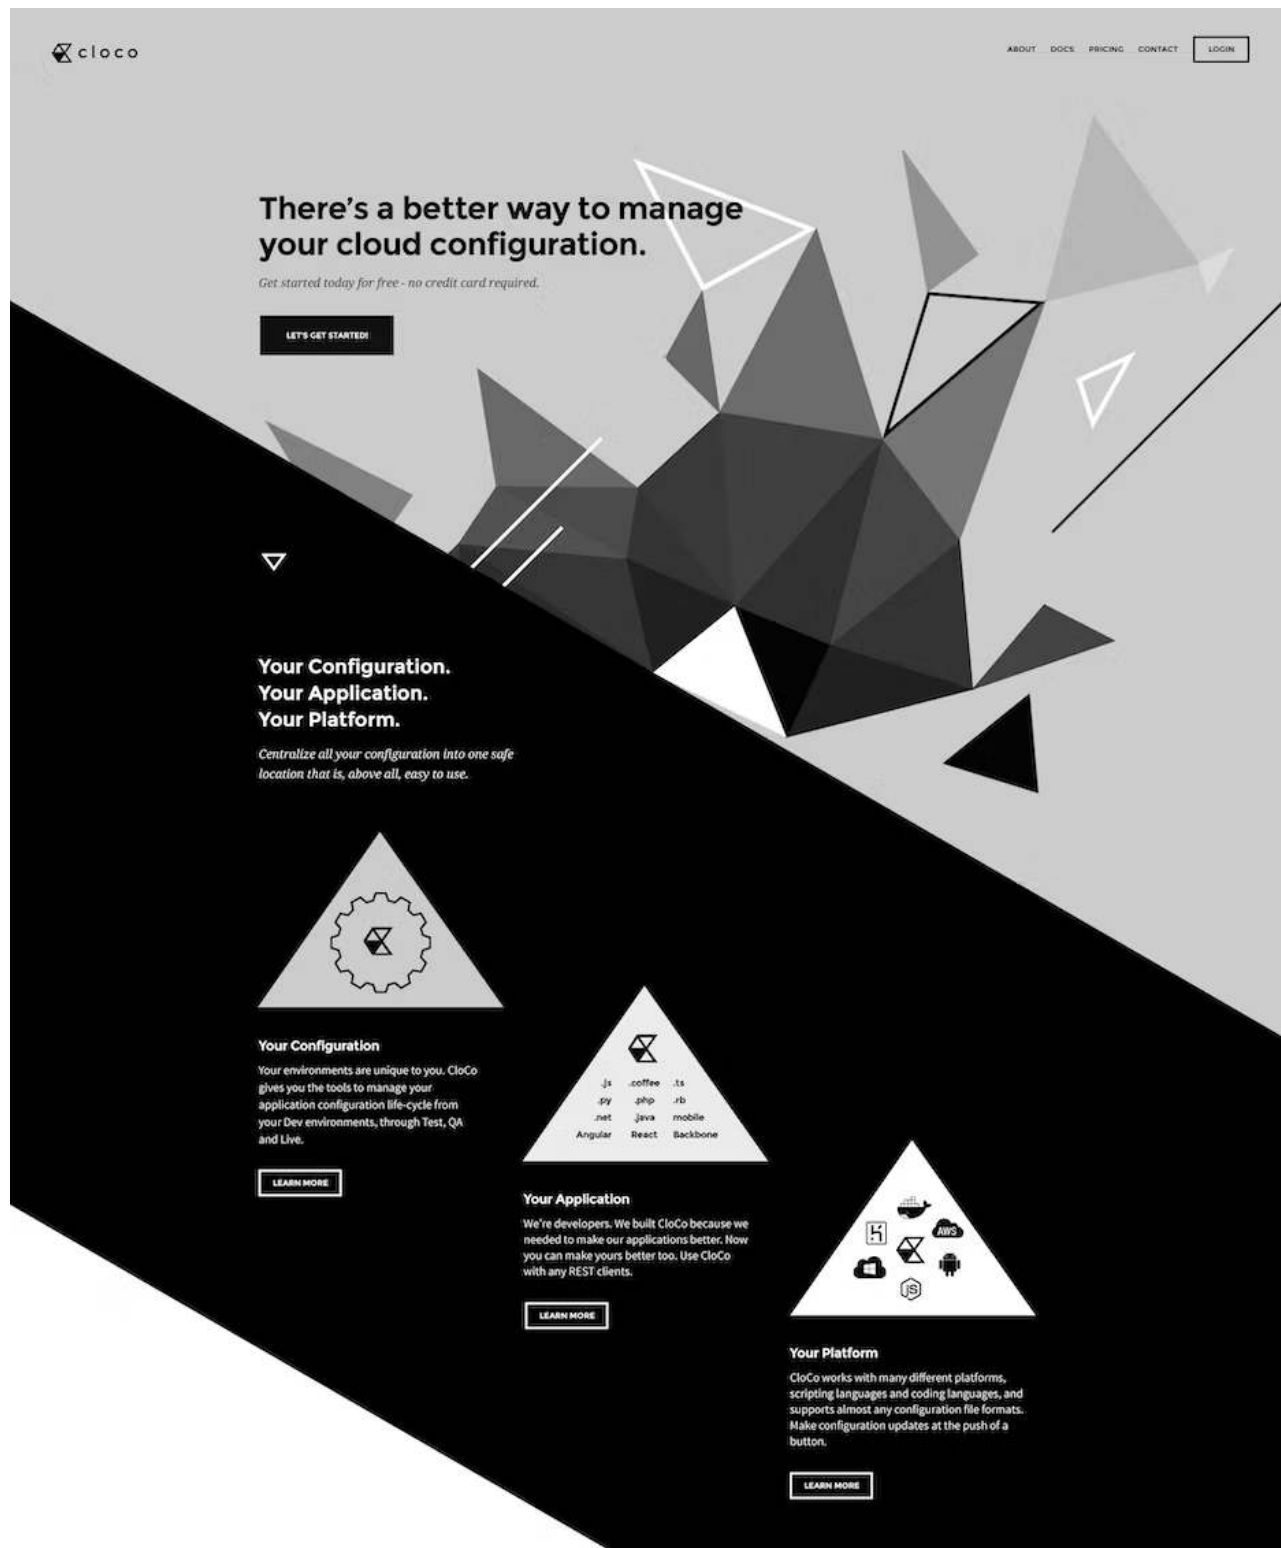 cloco
ABOUT DOCS PRICING CONTACT LOGIN
There's a better way to manage
your cloud configuration.
Get started today for free - no credit card required.
LET'S GET STARTED!
Your Configuration.
Your Application.
Your Platform.
Centralize all your configuration into one safe
location that is, above all, easy to use.
Your Configuration
Your environments are unique to you. CloCo
gives you the tools to manage your
application configuration life-cycle from
your Dev environments, through Test, QA
and Live.
LEARN MORE
.js .coffee .ts
.py .php .rb
.net .java mobile
Angular React Backbone
Your Application
We're developers. We built CloCo because we
needed to make our applications better. Now
you can make yours better too. Use CloCo
with any REST clients.
LEARN MORE
AWS
JS
Your Platform
CloCo works with many different platforms,
scripting languages and coding languages, and
supports almost any configuration file formats.
Make configuration updates at the push of a
button.
LEARN MORE